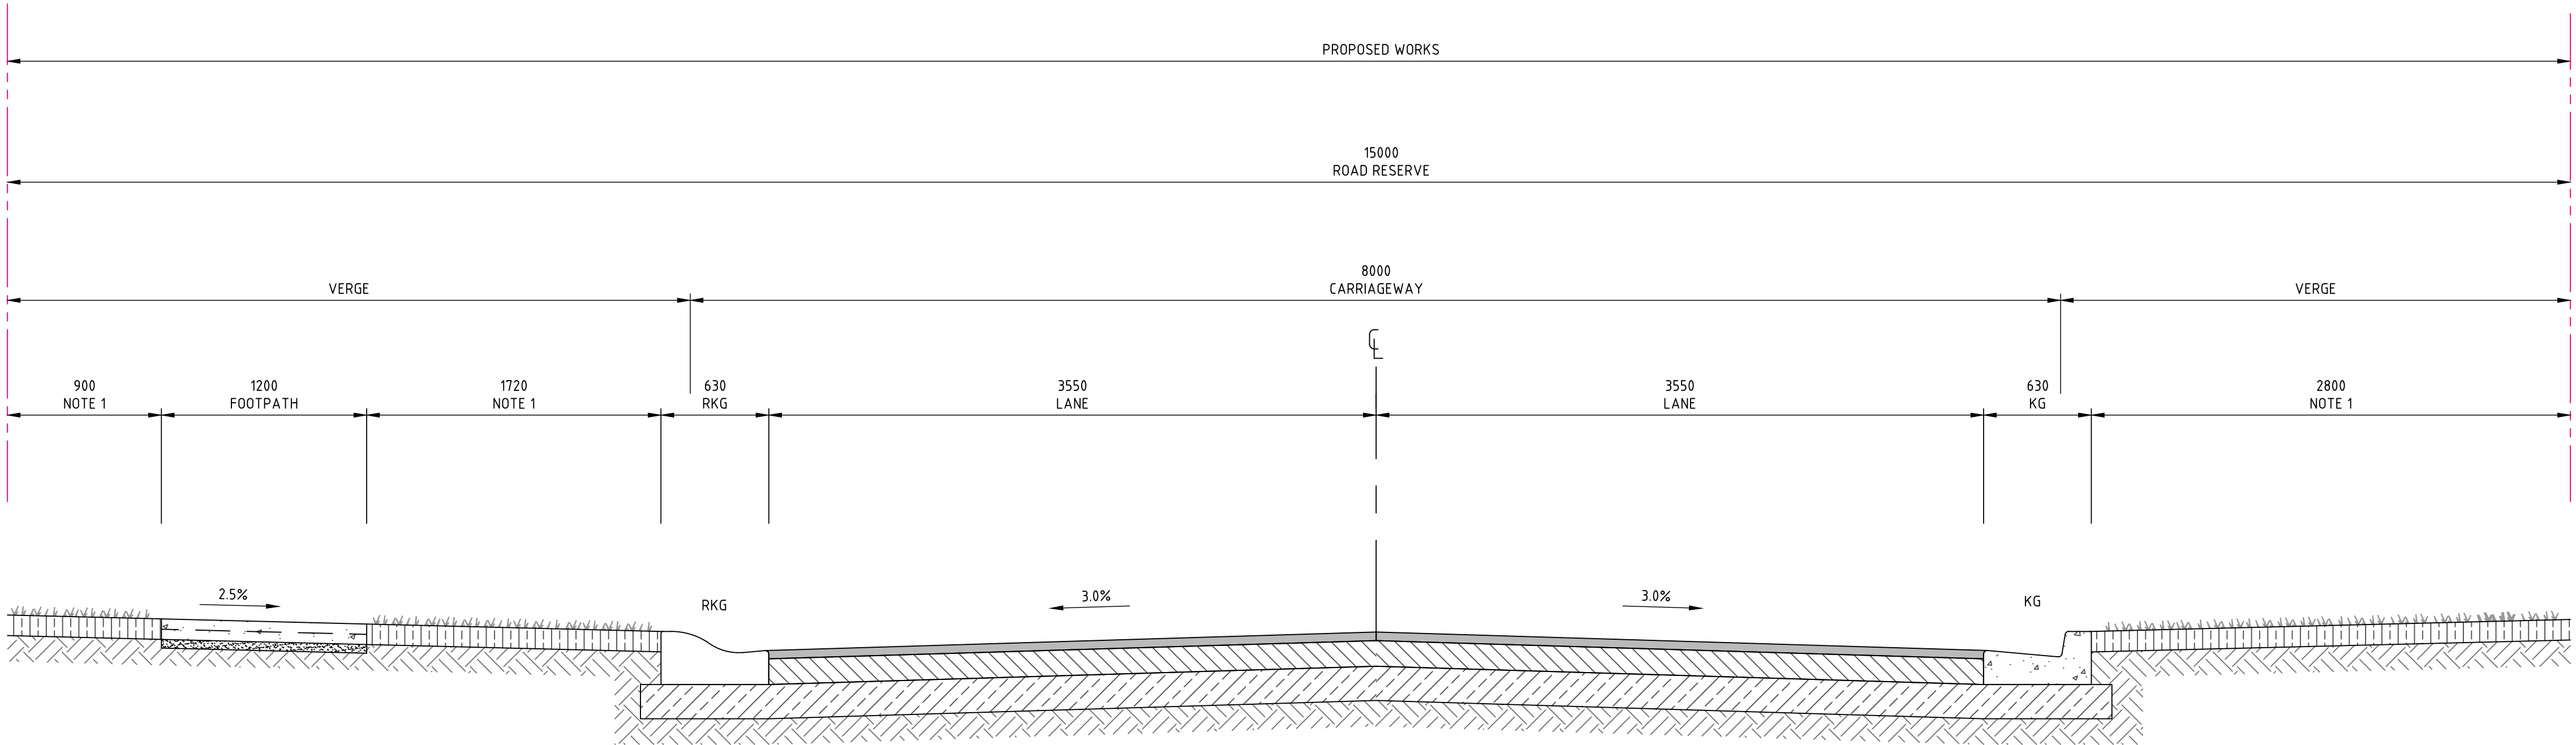 PROPOSED WORKS
15000
ROAD RESERVE
VERGE
8000
CARRIAGEWAY
VERGE
℄
900
NOTE 1
1200
FOOTPATH
1720
NOTE 1
630
RKG
3550
LANE
3550
LANE
630
KG
2800
NOTE 1
2.5%
RKG
3.0%
3.0%
KG